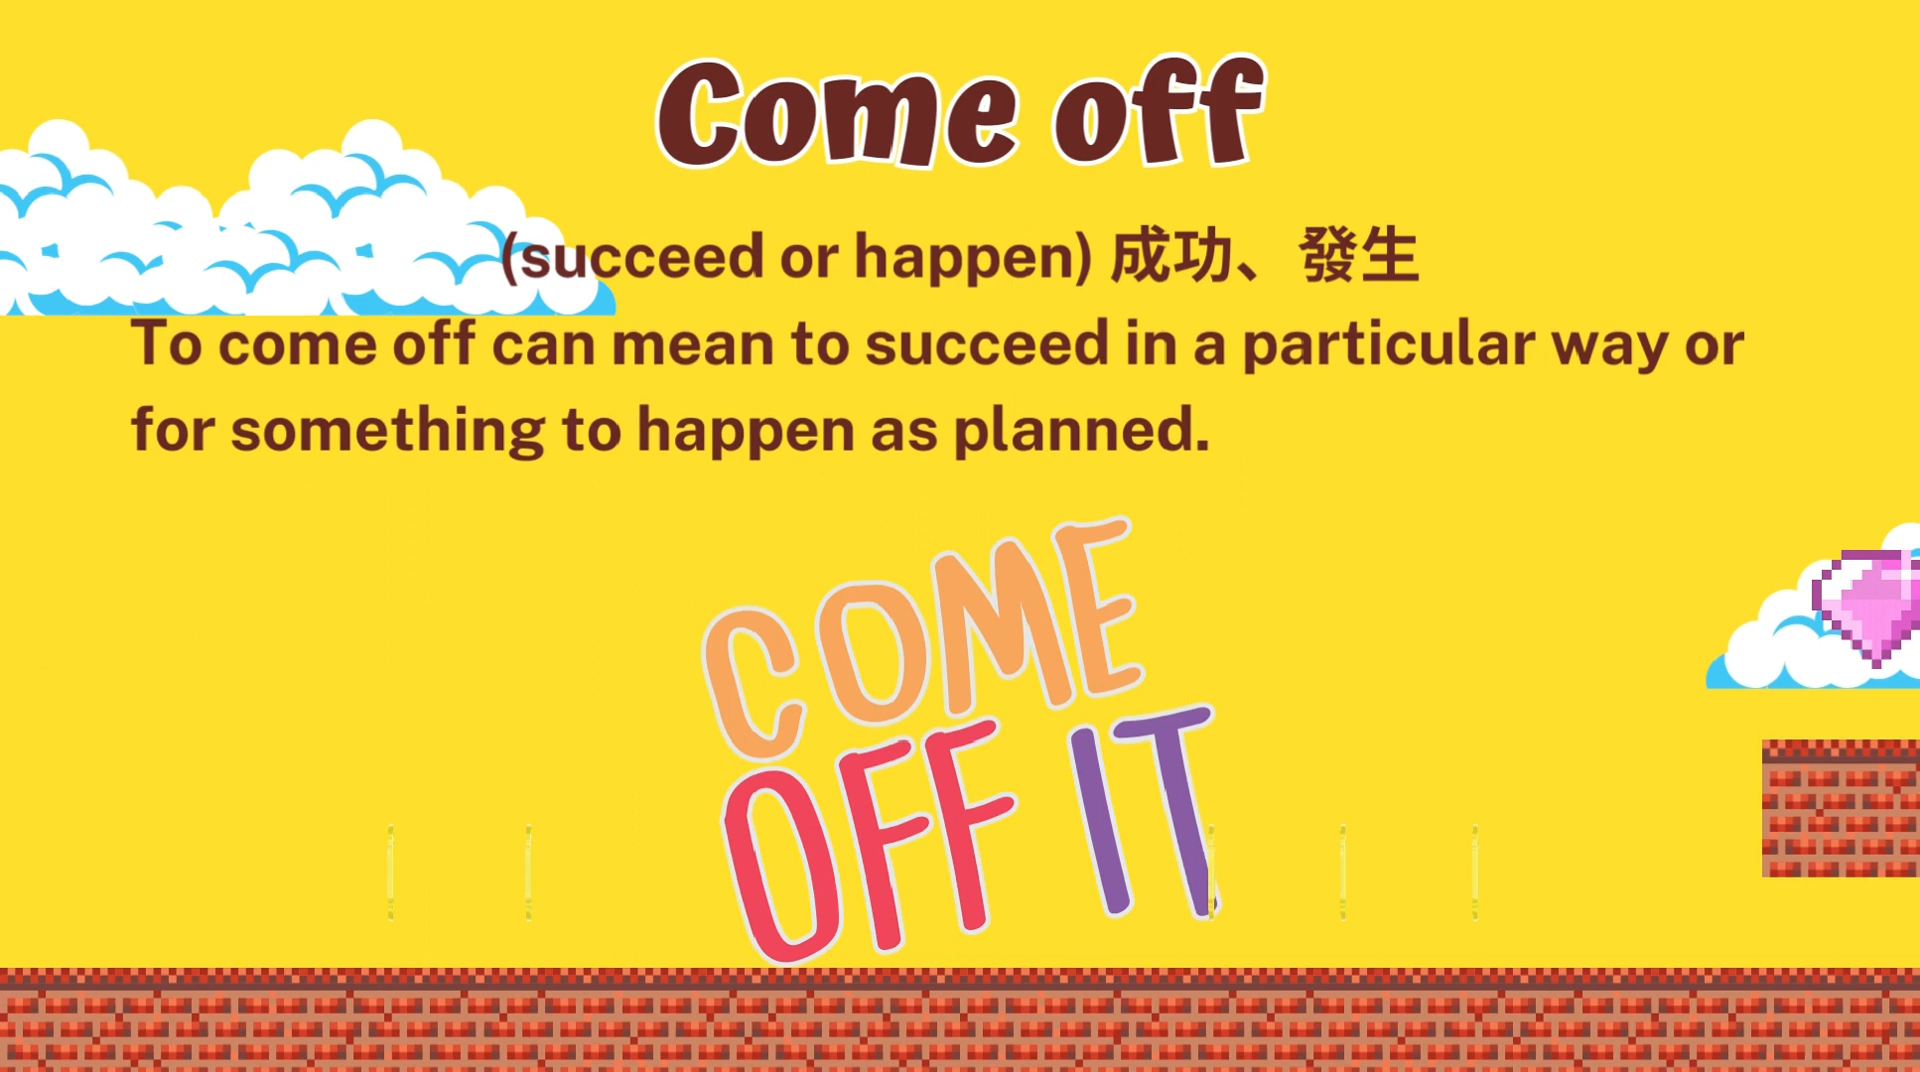 Come off
(succeed or happen) 成功、發生
To come off can mean to succeed in a particular way or
for something to happen as planned.
COME
OFF IT